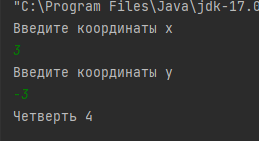 "C:\Program Files\Java\jdk-17.0
Введите координаты x
3
Введите координаты y
-3
Четверть 4